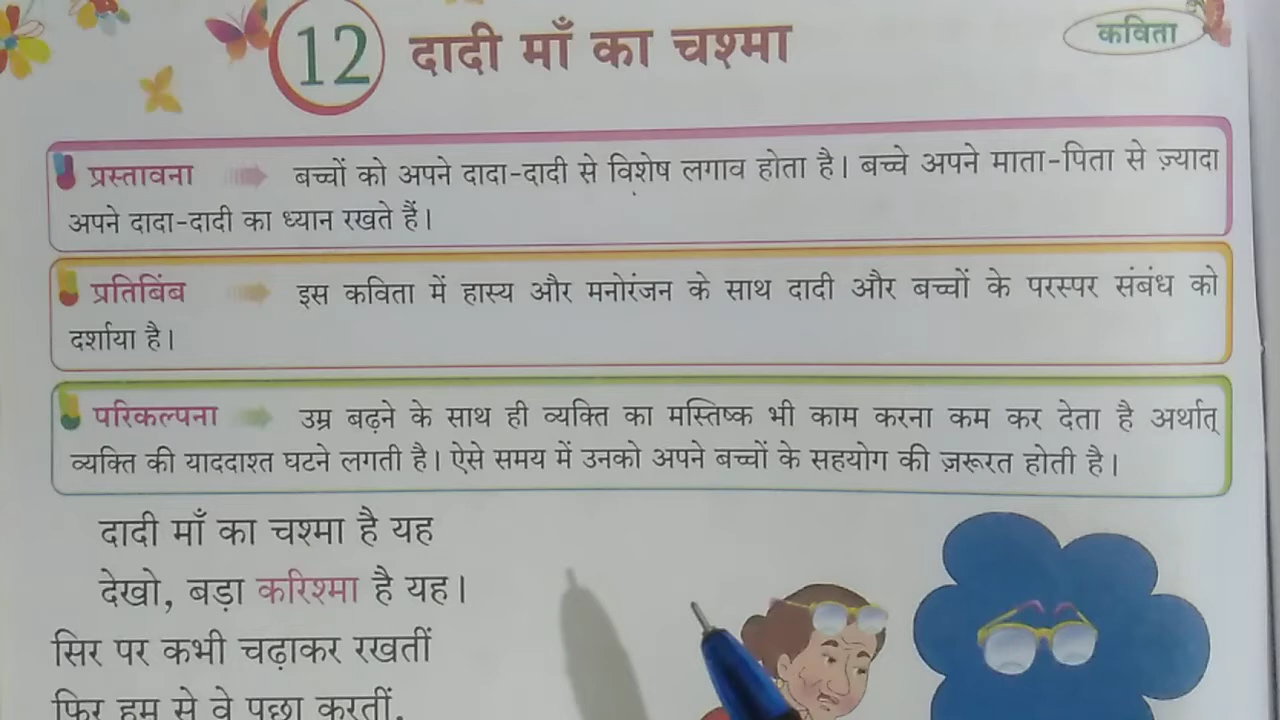 12 दादी माँ का चश्मा
कविता
प्रस्तावना बच्चों को अपने दादा-दादी से विशेष लगाव होता है। बच्चे अपने माता-पिता से ज़्यादा
अपने दादा-दादी का ध्यान रखते हैं।
प्रतिबिंब इस कविता में हास्य और मनोरंजन के साथ दादी और बच्चों के परस्पर संबंध को
दर्शाया है।
परिकल्पना उम्र बढ़ने के साथ ही व्यक्ति का मस्तिष्क भी काम करना कम कर देता है अर्थात्
व्यक्ति की याददाश्त घटने लगती है। ऐसे समय में उनको अपने बच्चों के सहयोग की ज़रूरत होती है।
दादी माँ का चश्मा है यह
देखो, बड़ा करिश्मा है यह।
सिर पर कभी चढ़ाकर रखतीं
फिर हम से वे पूछा करतीं,